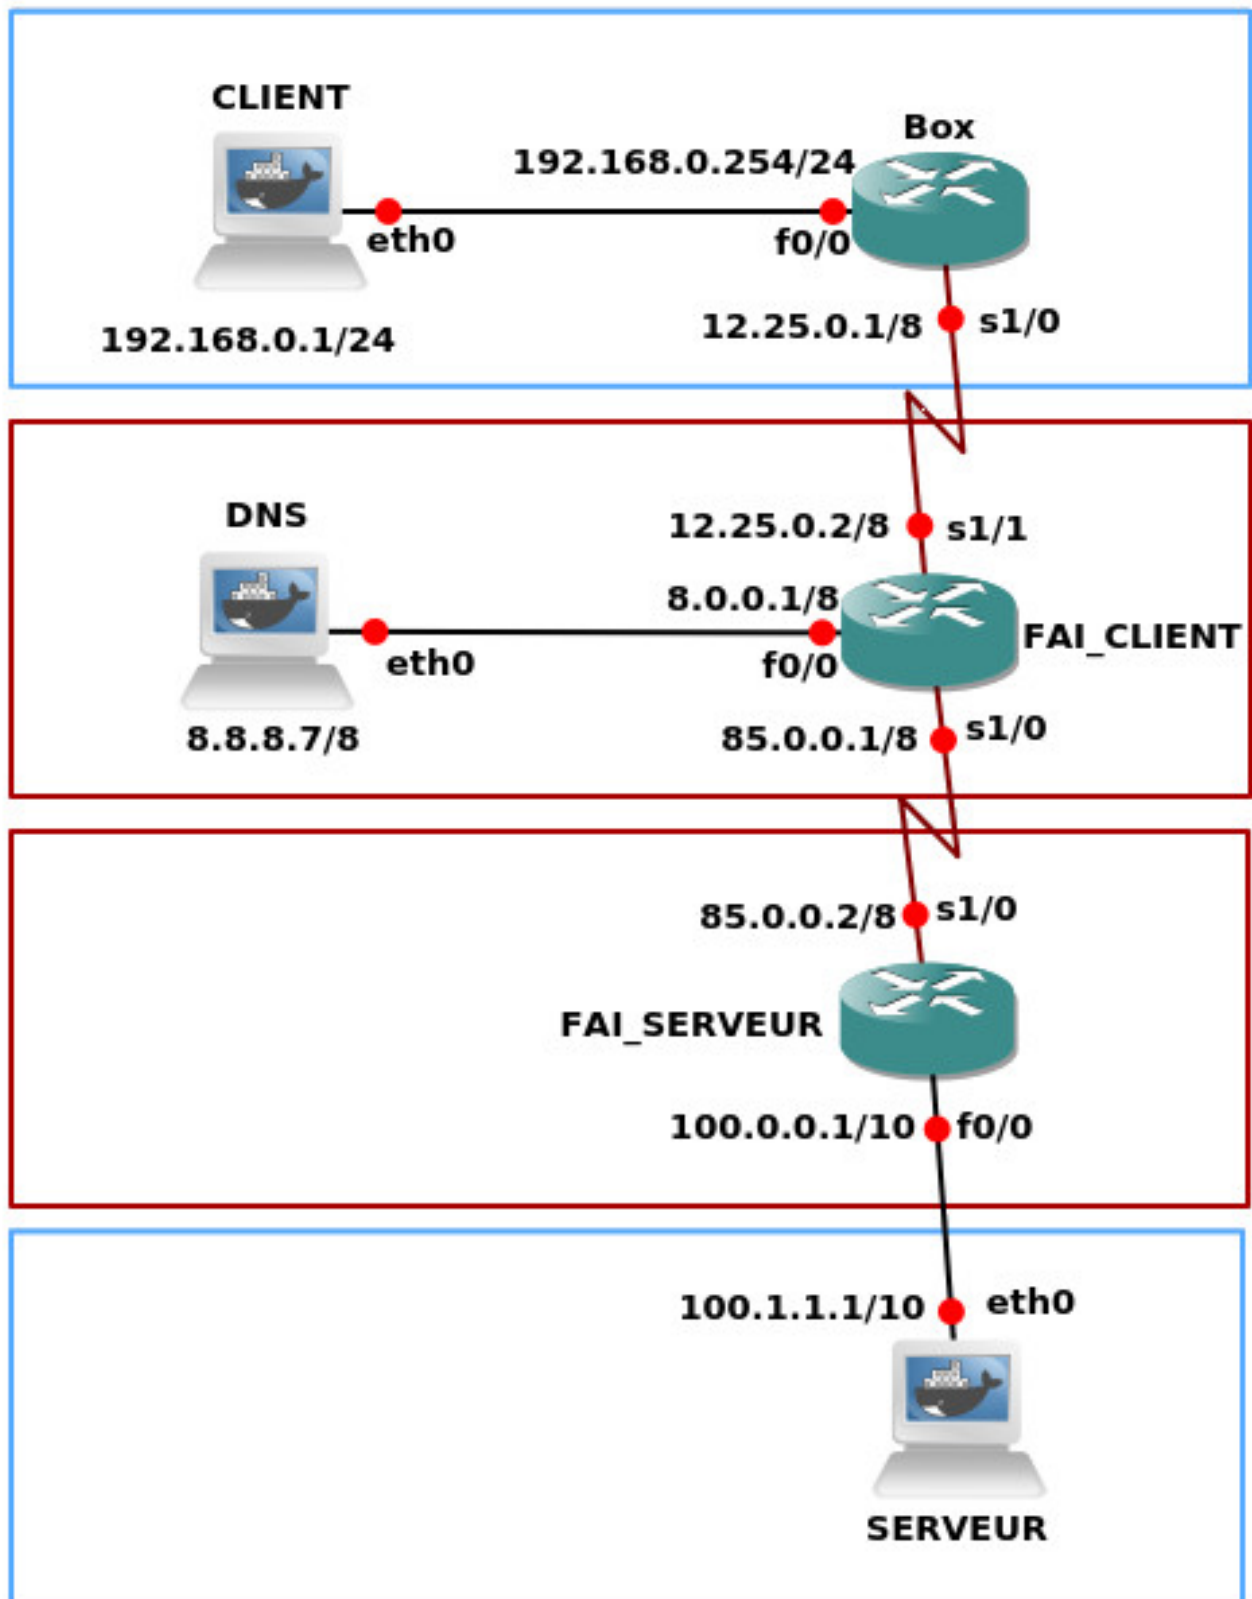 CLIENT
Box
192.168.0.254/24
eth0
f0/0
192.168.0.1/24
12.25.0.1/8
s1/0
DNS
12.25.0.2/8
s1/1
8.0.0.1/8
FAI_CLIENT
eth0
f0/0
8.8.8.7/8
85.0.0.1/8
s1/0
85.0.0.2/8
s1/0
FAI_SERVEUR
100.0.0.1/10
f0/0
100.1.1.1/10
eth0
SERVEUR